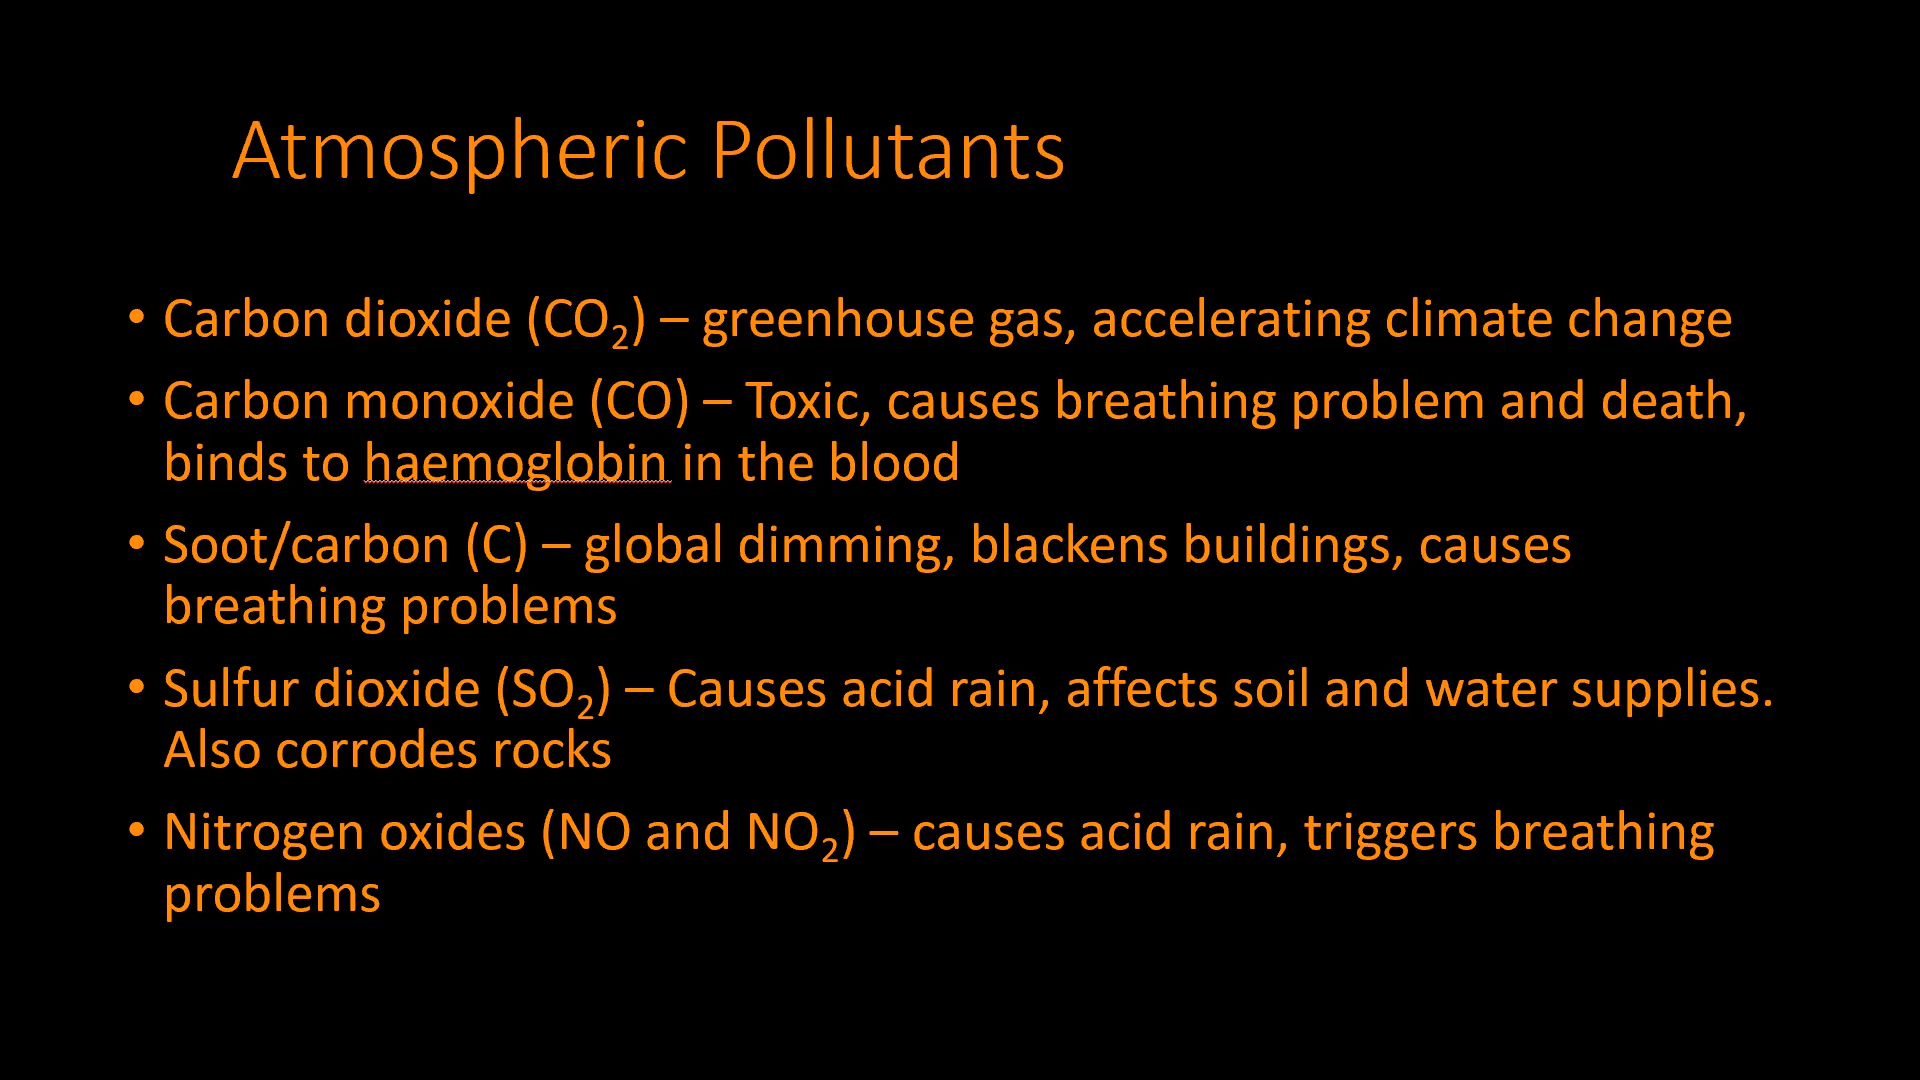 Atmospheric Pollutants
• Carbon dioxide (CO₂) – greenhouse gas, accelerating climate change
• Carbon monoxide (CO) – Toxic, causes breathing problem and death,
binds to haemoglobin in the blood
• Soot/carbon (C) – global dimming, blackens buildings, causes
breathing problems
• Sulfur dioxide (SO₂) – Causes acid rain, affects soil and water supplies.
Also corrodes rocks
• Nitrogen oxides (NO and NO₂) – causes acid rain, triggers breathing
problems